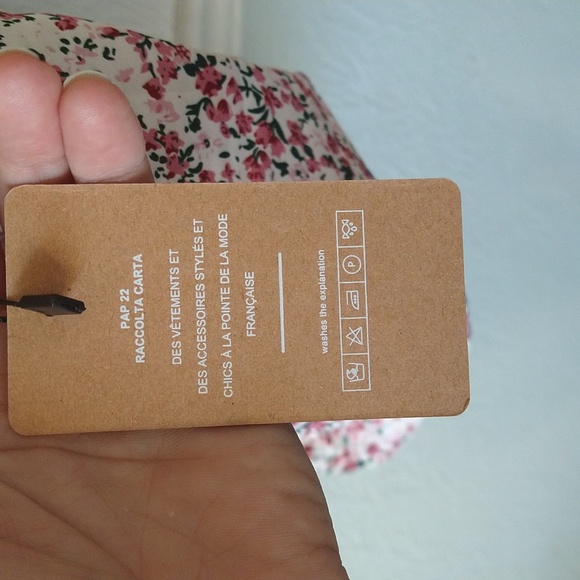 PAP 22
RACCOLTA CARTA
DES VÊTEMENTS ET
DES ACCESSOIRES STYLÉS ET
CHICS À LA POINTE DE LA MODE
FRANÇAISE
washes the explanation
P